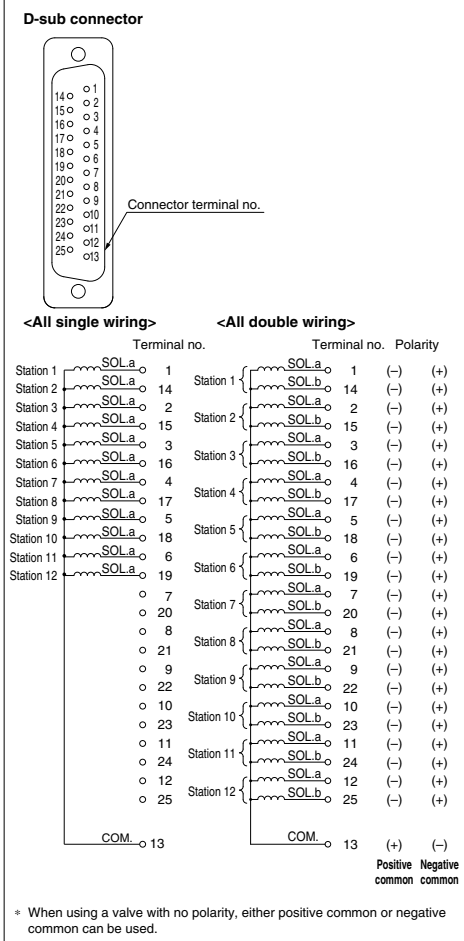 D-sub connector
14 1
15 2
16 3
17 4
18 5
19 6
20 7
21 8
22 9
23 10
24 11
25 12
13
Connector terminal no.
<All single wiring> <All double wiring>
Terminal no. Terminal no. Polarity
Station 1 SOL.a 1 Station 1 { SOL.a 1 (–) (+)
Station 2 SOL.a 14 SOL.b 14 (–) (+)
Station 3 SOL.a 2 Station 2 { SOL.a 2 (–) (+)
Station 4 SOL.a 15 SOL.b 15 (–) (+)
Station 5 SOL.a 3 Station 3 { SOL.a 3 (–) (+)
Station 6 SOL.a 16 SOL.b 16 (–) (+)
Station 7 SOL.a 4 Station 4 { SOL.a 4 (–) (+)
Station 8 SOL.a 17 SOL.b 17 (–) (+)
Station 9 SOL.a 5 Station 5 { SOL.a 5 (–) (+)
Station 10 SOL.a 18 SOL.b 18 (–) (+)
Station 11 SOL.a 6 Station 6 { SOL.a 6 (–) (+)
Station 12 SOL.a 19 SOL.b 19 (–) (+)
7 Station 7 { SOL.a 7 (–) (+)
20 SOL.b 20 (–) (+)
8 Station 8 { SOL.a 8 (–) (+)
21 SOL.b 21 (–) (+)
9 Station 9 { SOL.a 9 (–) (+)
22 SOL.b 22 (–) (+)
10 Station 10 { SOL.a 10 (–) (+)
23 SOL.b 23 (–) (+)
11 Station 11 { SOL.a 11 (–) (+)
24 SOL.b 24 (–) (+)
12 Station 12 { SOL.a 12 (–) (+)
25 SOL.b 25 (–) (+)
COM. 13 COM. 13 (+) (–)
Positive Negative
common common
* When using a valve with no polarity, either positive common or negative
common can be used.